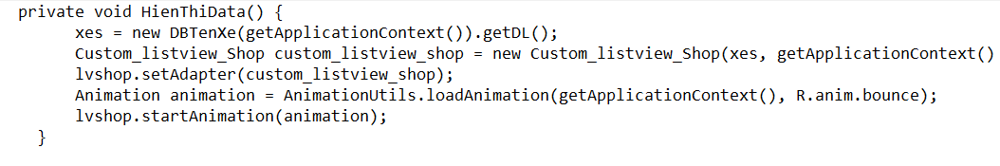 private void HienThiData() {
xes = new DBTenXe(getApplicationContext()).getDL();
Custom_listview_Shop custom_listview_shop = new Custom_listview_Shop(xes, getApplicationContext()
lvshop.setAdapter(custom_listview_shop);
Animation animation = AnimationUtils.loadAnimation(getApplicationContext(), R.anim.bounce);
lvshop.startAnimation(animation);
}